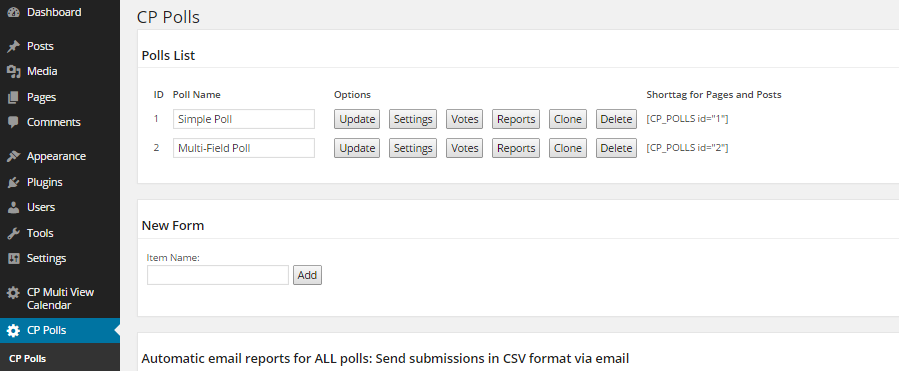 Dashboard
Posts
Media
Pages
Comments
Appearance
Plugins
Users
Tools
Settings
CP Multi View
Calendar
CP Polls
CP Polls
CP Polls
Polls List
ID Poll Name Options Shorttag for Pages and Posts
1 Simple Poll Update Settings Votes Reports Clone Delete [CP_POLLS id="1"]
2 Multi-Field Poll Update Settings Votes Reports Clone Delete [CP_POLLS id="2"]
New Form
Item Name:
Add
Automatic email reports for ALL polls: Send submissions in CSV format via email